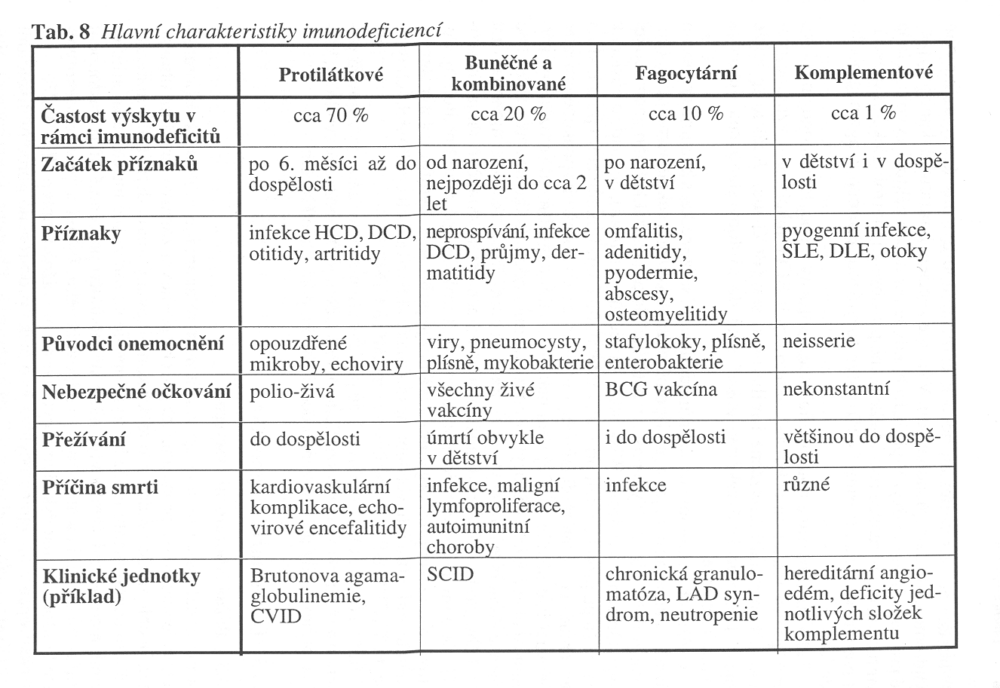 Tab. 8 Hlavní charakteristiky imunodeficiencí
Protilátkové
Buněčné a
kombinované
Fagocytární
Komplementové
Častost výskytu v
rámci imunodeficitů
cca 70 %
cca 20 %
cca 10 %
cca 1 %
Začátek příznaků
po 6. měsíci až do
dospělosti
od narození,
nejpozději do cca 2
let
po narození,
v dětství
v dětství i v dospě-
losti
Příznaky
infekce HCD, DCD,
otitidy, artritidy
neprospívání, infekce
DCD, průjmy, der-
matitidy
omfalitis,
adenitidy,
pyodermie,
abscesy,
osteomyelitidy
pyogenní infekce,
SLE, DLE, otoky
Původci onemocnění
opouzdřené
mikroby, echoviry
viry, pneumocysty,
plísně, mykobakterie
stafylokoky, plísně,
enterobakterie
neisserie
Nebezpečné očkování
polio-živá
všechny živé
vakcíny
BCG vakcína
nekonstantní
Přežívání
do dospělosti
úmrtí obvykle
v dětství
i do dospělosti
většinou do dospě-
losti
Příčina smrti
kardiovaskulární
komplikace, echo-
virové encefalitidy
infekce, maligní
lymfoproliferace,
autoimunitní
choroby
infekce
různé
Klinické jednotky
(příklad)
Brutonova agama-
globulinemie,
CVID
SCID
chronická granulo-
matóza, LAD syn-
drom, neutropenie
hereditární angio-
edém, deficity jed-
notlivých složek
komplementu